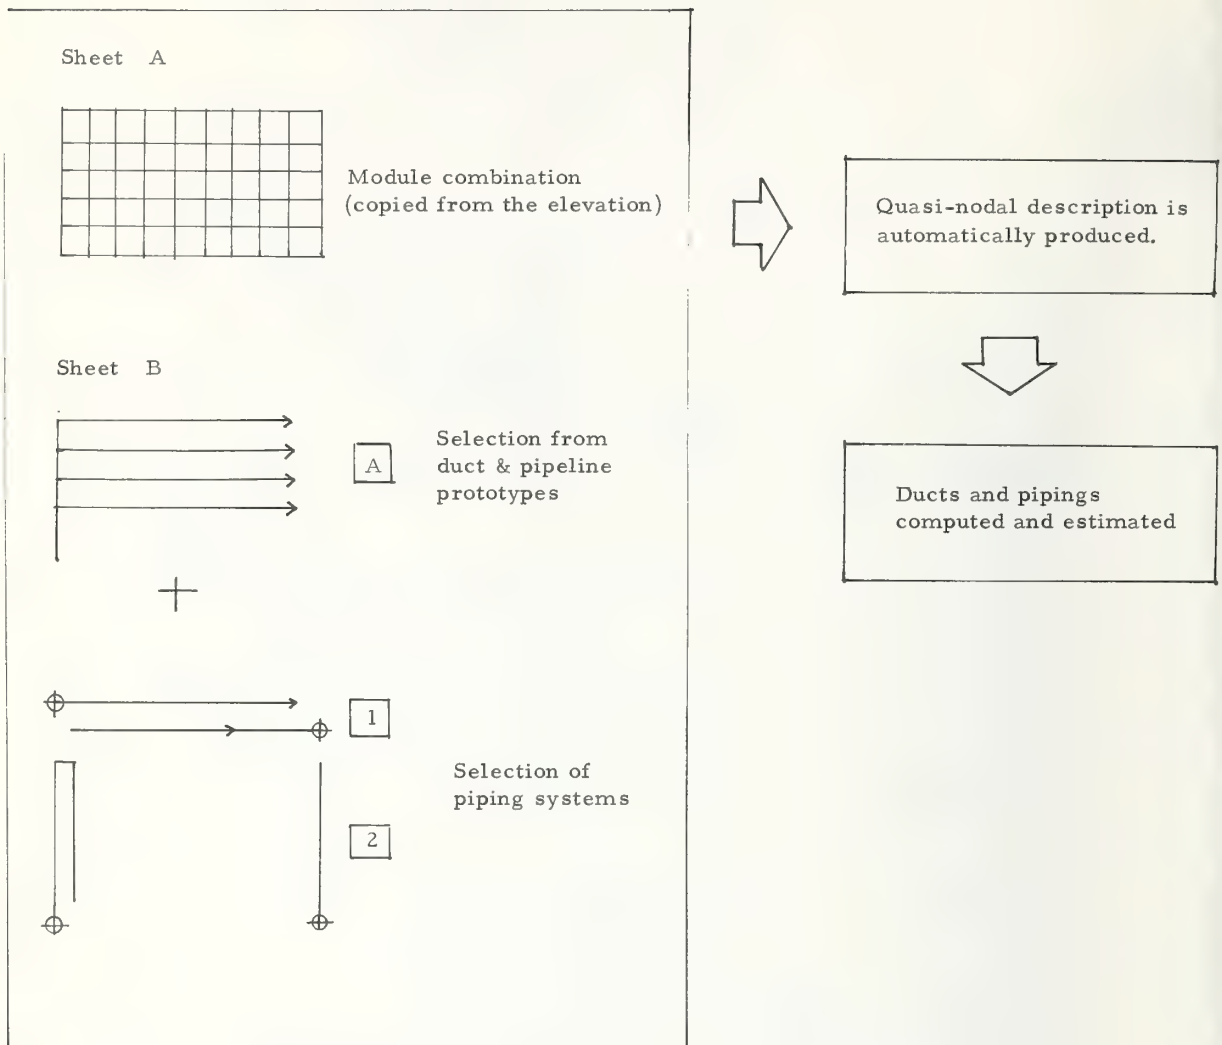 Sheet A
Module combination
(copied from the elevation)
Sheet B
A
Selection from
duct & pipeline
prototypes
1
Selection of
piping systems
2
Quasi-nodal description is
automatically produced.
Ducts and pipings
computed and estimated